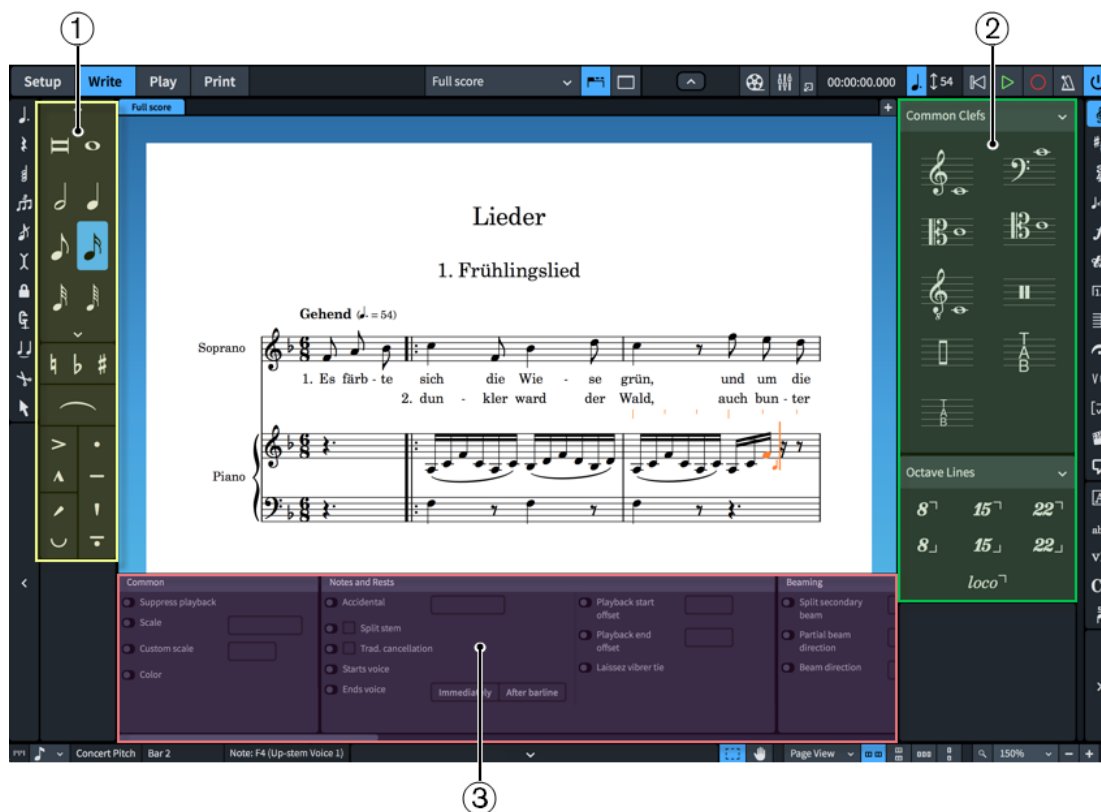 1
2
Setup Write Play Print Full score 00:00:00.000 54
Full score
Common Clefs
Lieder
1. Frühlingslied
Gehend (♩. = 54)
Soprano
1. Es färb - te sich die Wie - se grün, und um die
2. dun - kler ward der Wald, auch bun - ter
Piano
T
A
B
T
A
B
Octave Lines
8 15 22
8 15 22
loco
Common
Suppress playback
Scale
Custom scale
Color
Notes and Rests
Accidental
Split stem
Trad. cancellation
Starts voice
Ends voice
Immediately After barline
Playback start
offset
Playback end
offset
Laissez vibrer tie
Beaming
Split secondary
beam
Partial beam
direction
Beam direction
Concert Pitch Bar 2 Note: F4 (Up-stem Voice 1) Page View 150%
3